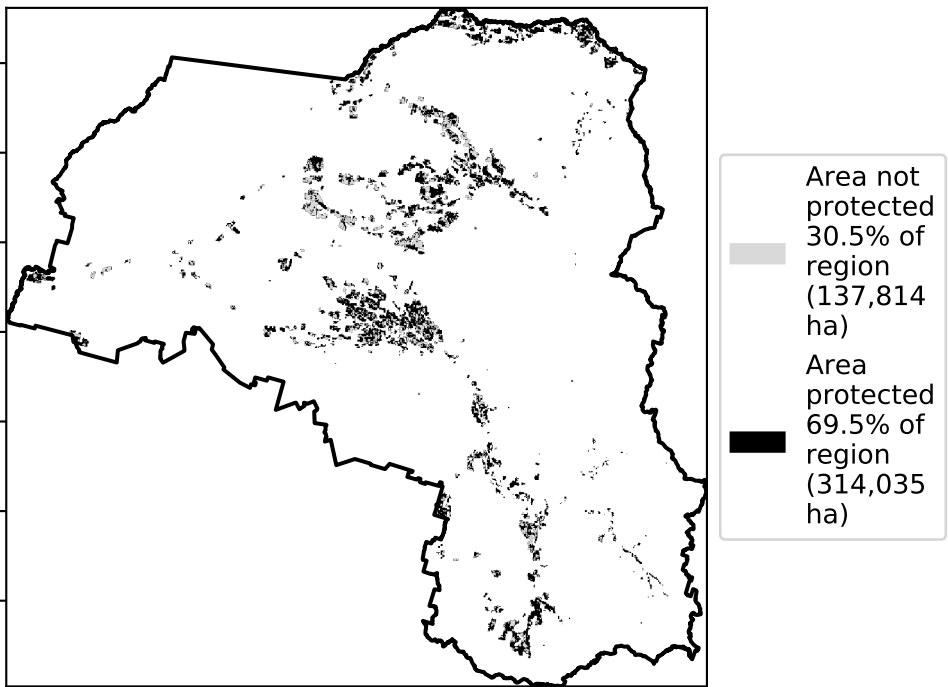 Area not
protected
30.5% of
region
(137,814
ha)
Area
protected
69.5% of
region
(314,035
ha)